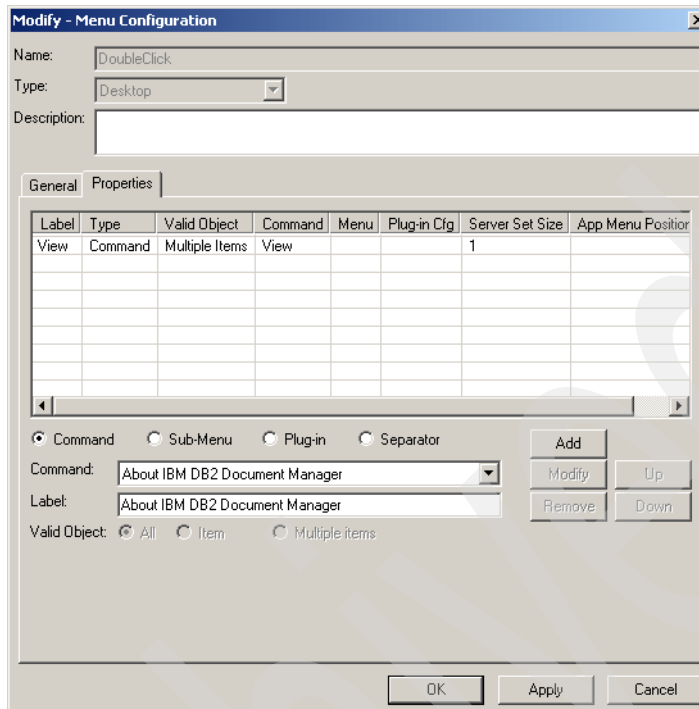 Modify - Menu Configuration
Name: DoubleClick
Type: Desktop
Description:
General Properties
Label Type Valid Object Command Menu Plug-in Cfg Server Set Size App Menu Position
View Command Multiple Items View 1
Command Sub-Menu Plug-in Separator Add
Command: About IBM DB2 Document Manager Modify Up
Label: About IBM DB2 Document Manager Remove Down
Valid Object: All Item Multiple items
OK Apply Cancel